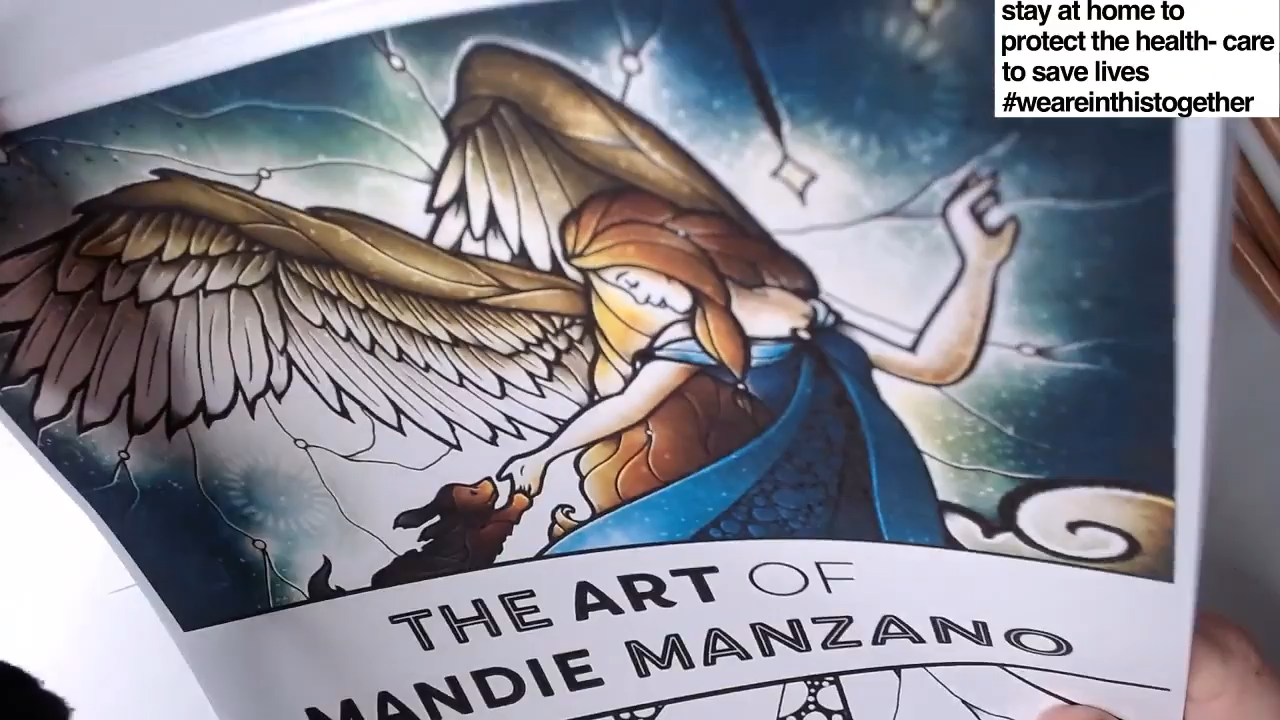 stay at home to
protect the health- care
to save lives
#weareinthistogether
THE ART OF
MANDIE MANZANO